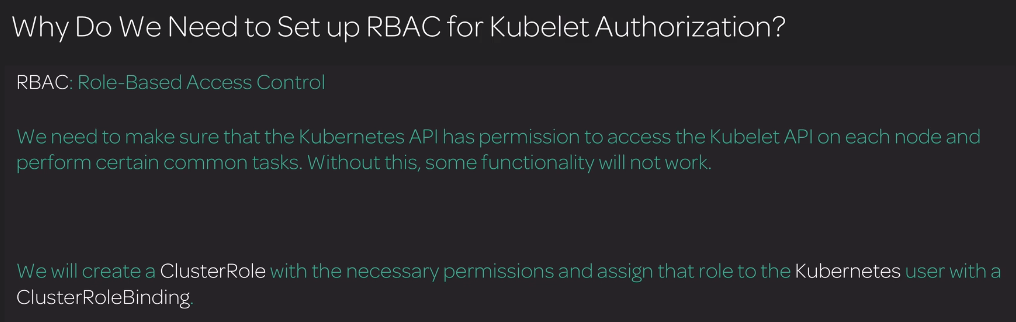 Why Do We Need to Set up RBAC for Kubelet Authorization?
RBAC: Role-Based Access Control
We need to make sure that the Kubernetes API has permission to access the Kubelet API on each node and
perform certain common tasks. Without this, some functionality will not work.
We will create a ClusterRole with the necessary permissions and assign that role to the Kubernetes user with a
ClusterRoleBinding.